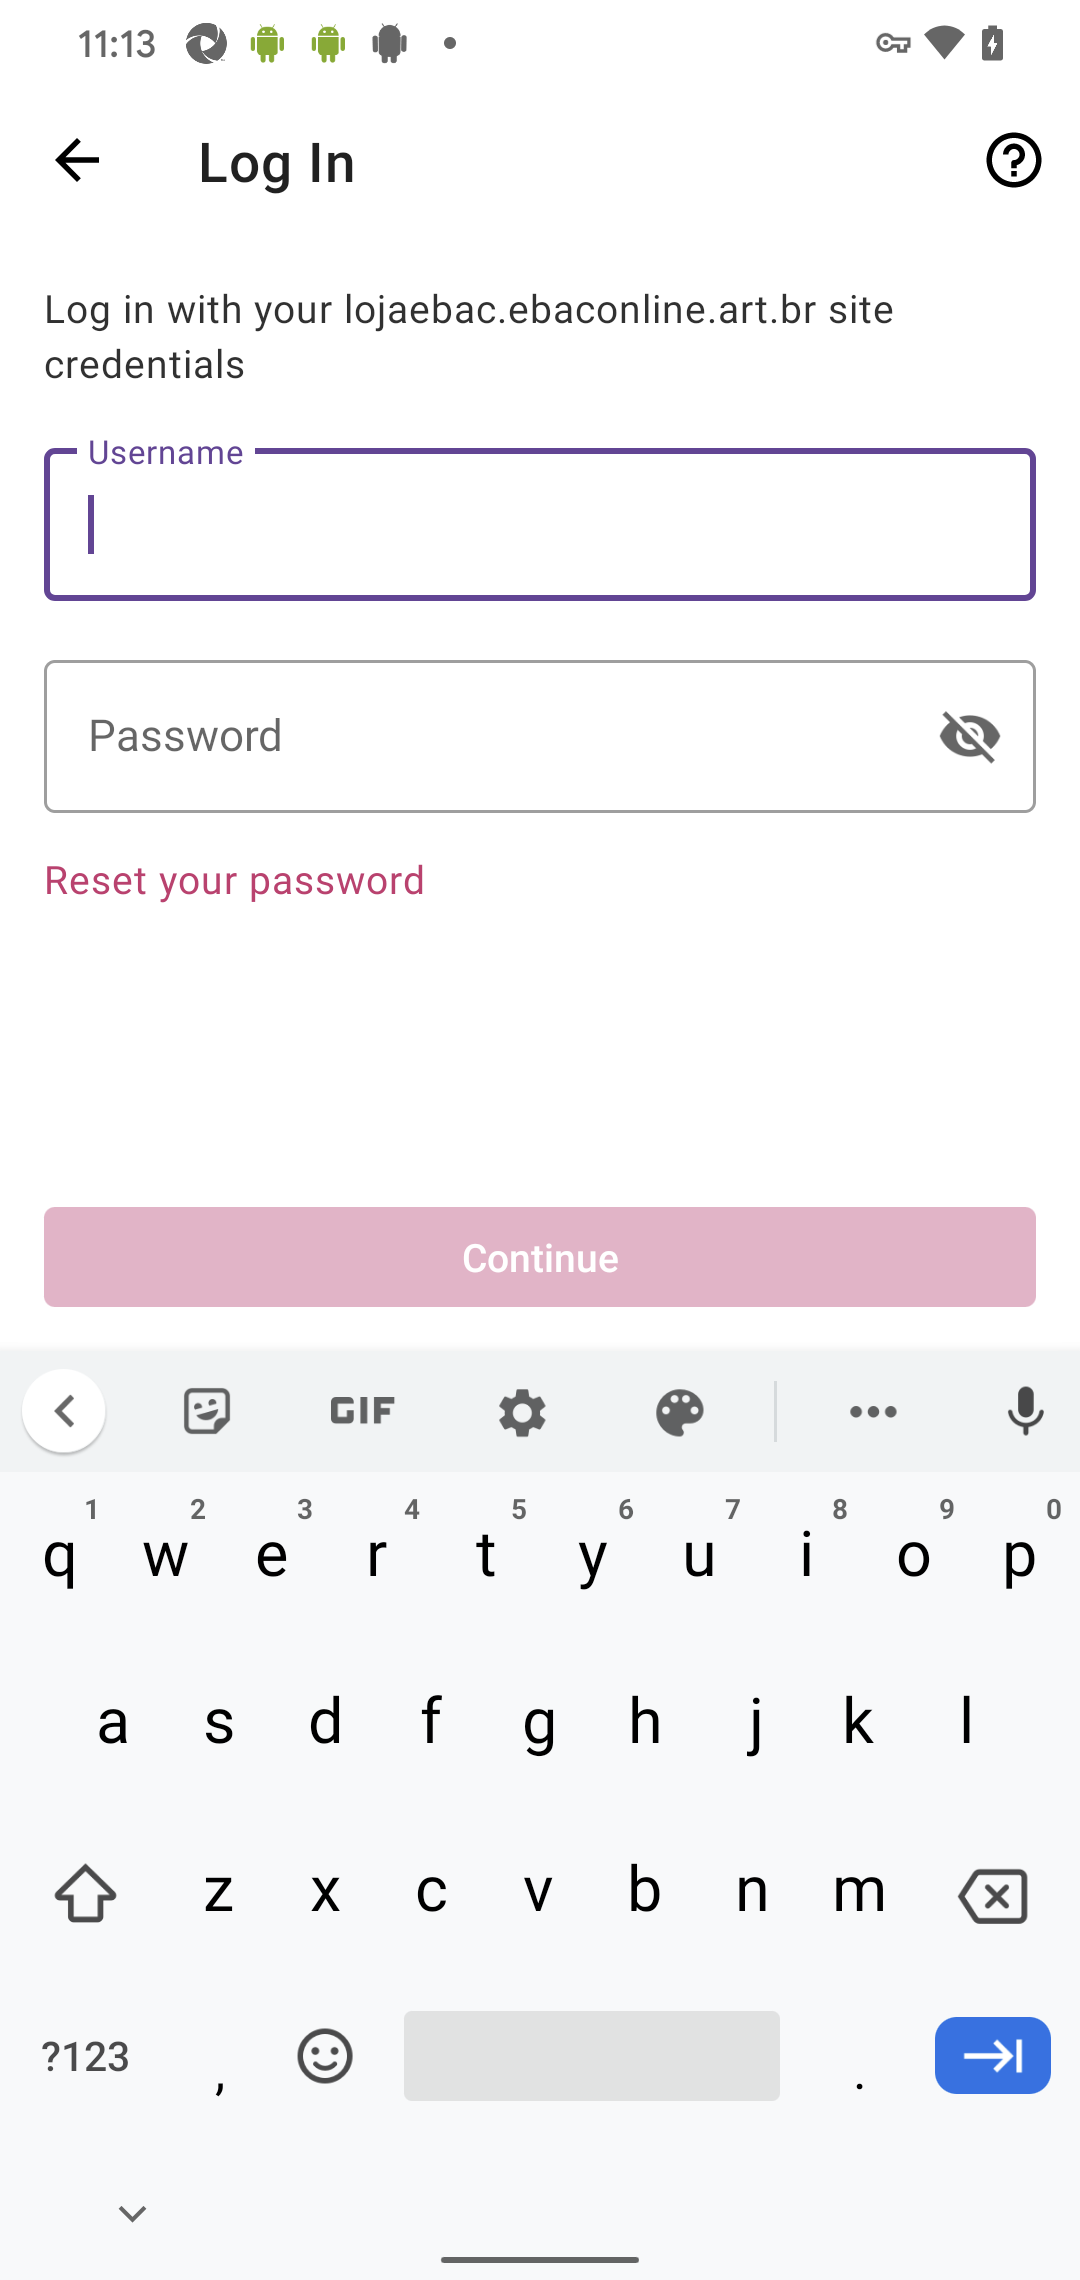 11:13
Log In
Log in with your lojaebac.ebaconline.art.br site
credentials
Username
Password
Reset your password
Continue
GIF
1 2 3 4 5 6 7 8 9 0
q w e r t y u i o p
a s d f g h j k l
z x c v b n m
?123 , .